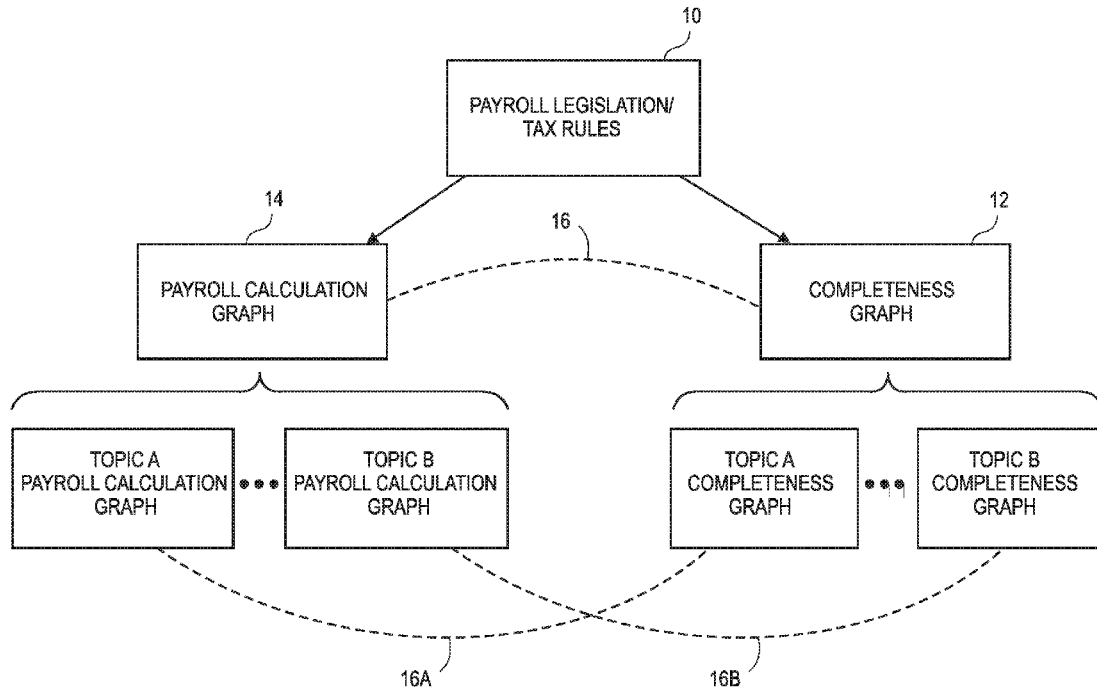 10
PAYROLL LEGISLATION/
TAX RULES
14
16
12
PAYROLL CALCULATION
GRAPH
COMPLETENESS
GRAPH
TOPIC A
PAYROLL CALCULATION
GRAPH
TOPIC B
PAYROLL CALCULATION
GRAPH
TOPIC A
COMPLETENESS
GRAPH
TOPIC B
COMPLETENESS
GRAPH
16A
16B